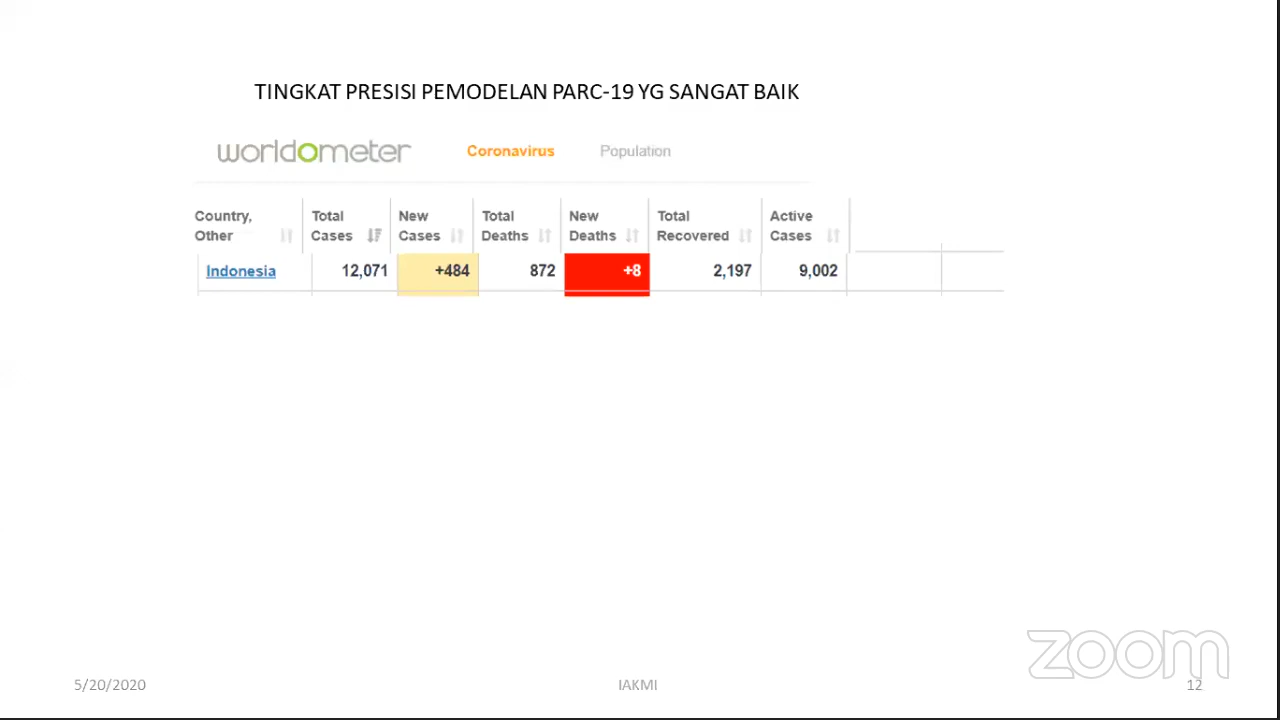 TINGKAT PRESISI PEMODELAN PARC-19 YG SANGAT BAIK
worldometer Coronavirus Population
Country, Total New Total New Total Active
Other Cases Cases Deaths Deaths Recovered Cases
Indonesia 12,071 +484 872 +8 2,197 9,002
zoom
5/20/2020 IAKMI 12